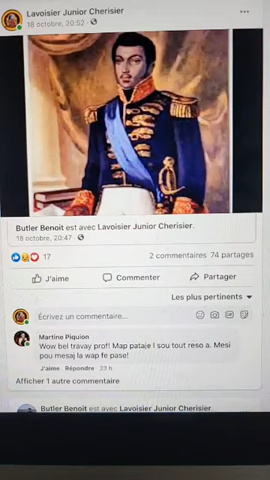 Lavoisier Junior Cherisier
18 octobre, 20:52
Butler Benoit est avec Lavoisier Junior Cherisier.
18 octobre, 20:47
17
2 commentaires 74 partages
J'aime Commenter Partager
Les plus pertinents
Écrivez un commentaire...
Martine Piquion
Wow bel travay prof! Map pataje l sou tout reso a. Mesi
pou mesaj la wap fe pase!
J'aime Répondre 23 h
Afficher 1 autre commentaire
Butler Benoit est avec Lavoisier Junior Cherisier